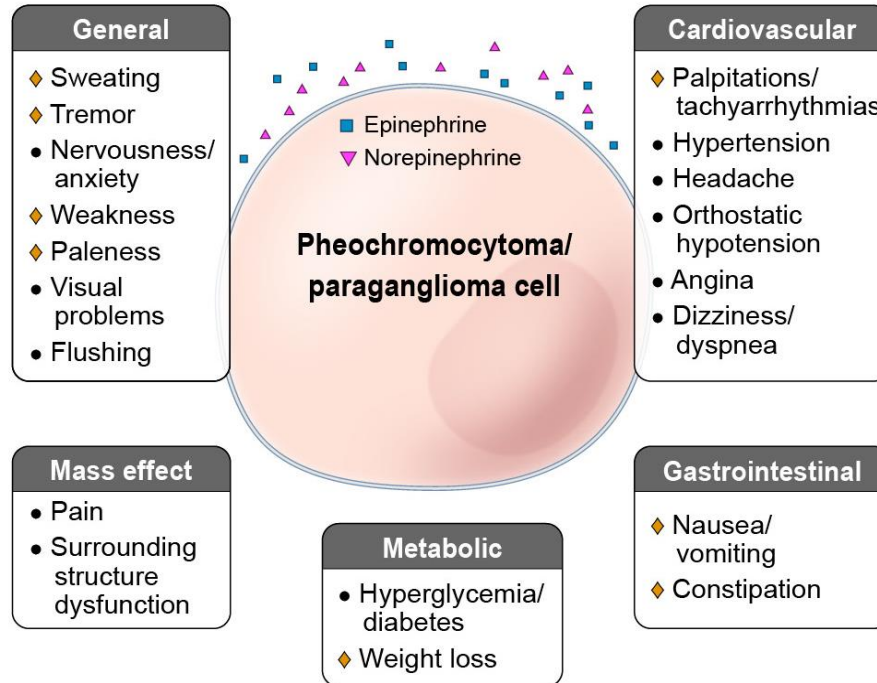 General
Sweating
Tremor
Nervousness/
anxiety
Weakness
Paleness
Visual
problems
Flushing
Epinephrine
Norepinephrine
Pheochromocytoma/
paraganglioma cell
Cardiovascular
Palpitations/
tachyarrhythmias
Hypertension
Headache
Orthostatic
hypotension
Angina
Dizziness/
dyspnea
Mass effect
Pain
Surrounding
structure
dysfunction
Metabolic
Hyperglycemia/
diabetes
Weight loss
Gastrointestinal
Nausea/
vomiting
Constipation